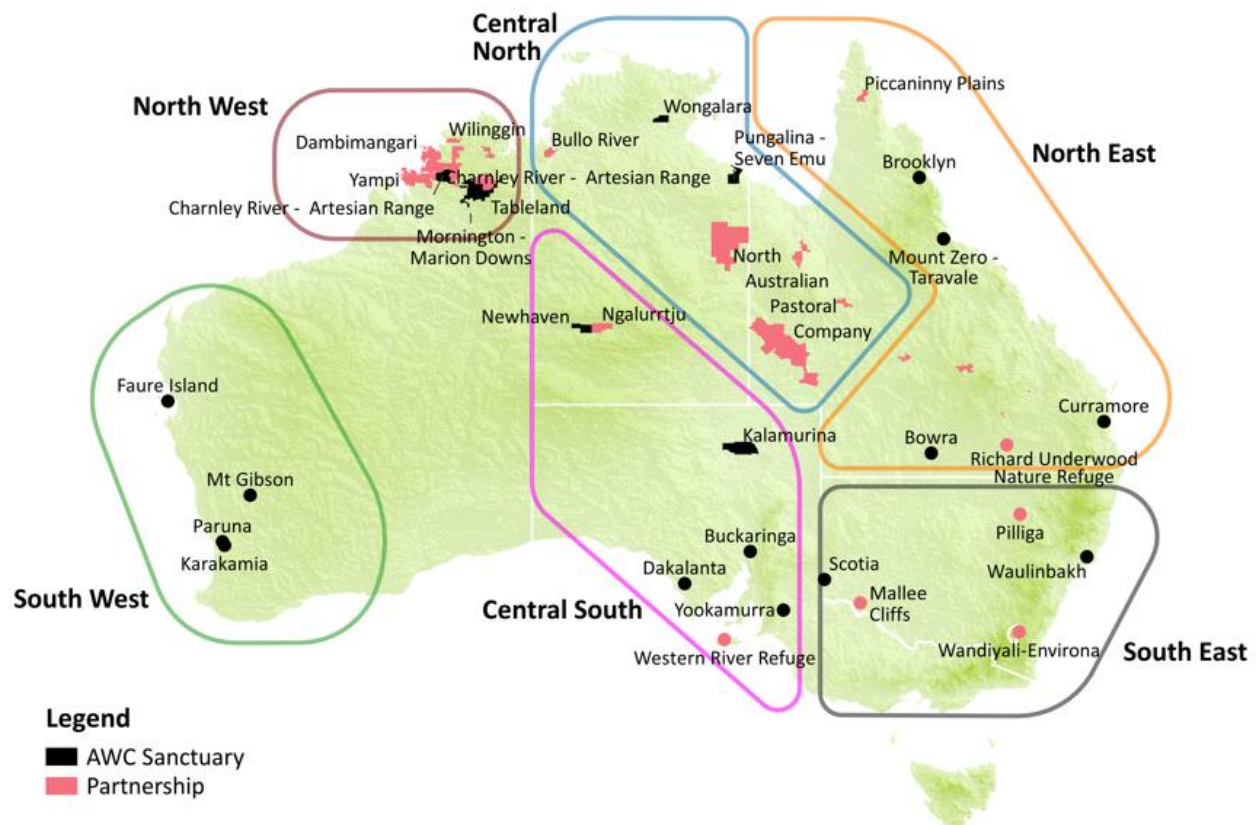 Central
North
Piccaninny Plains
North West
Wongalara
Wilinggin
Dambimangari
Bullo River
Pungalina -
Seven Emu
North East
Brooklyn
Yampi
Charnley River - Artesian Range
Charnley River - Artesian Range
Tableland
Mornington -
Marion Downs
North
Australian
Pastoral
Company
Mount Zero -
Taravale
Newhaven
Ngalurrtju
Faure Island
Curramore
Kalamurina
Bowra
Richard Underwood
Nature Refuge
Mt Gibson
Pilliga
Paruna
Karakamia
Buckaringa
Dakalanta
Scotia
Waulinbakh
South West
Central South
Yookamurra
Mallee
Cliffs
Western River Refuge
Wandiyali-Environa
South East
Legend
AWC Sanctuary
Partnership